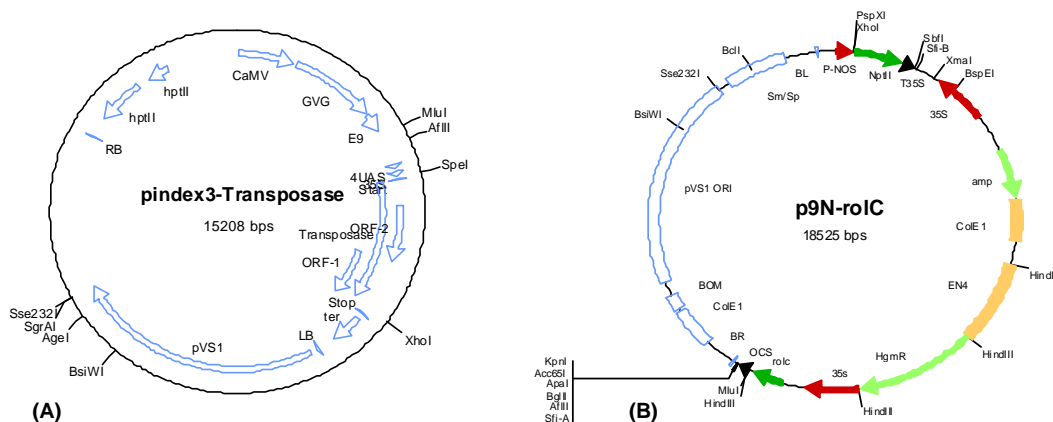 CaMV
GVG
E9
MluI
AflII
SpeI
4UAS
35S
Start
ORF-2
Transposase
ORF-1
Stop
ter
XhoI
LB
pVS1
BsiWI
AgeI
SgrAI
Sse232I
RB
hptII
hptII
pindex3-Transposase
15208 bps
(A)
PspXI
XhoI
SbfI
Sfi-B
XmaI
BspEI
BclI
BL
P-NOS
NptII
T35S
Sm/Sp
35S
Sse232I
BsiWI
amp
pVS1 ORI
p9N-rolC
18525 bps
ColE1
HindI
EN4
BOM
ColE1
HindIII
HgmR
BR
OCS
rolc
35s
HindIII
MluI
HindIII
KpnI
Acc65I
ApaI
BglI
AflII
Sfi-A
(B)